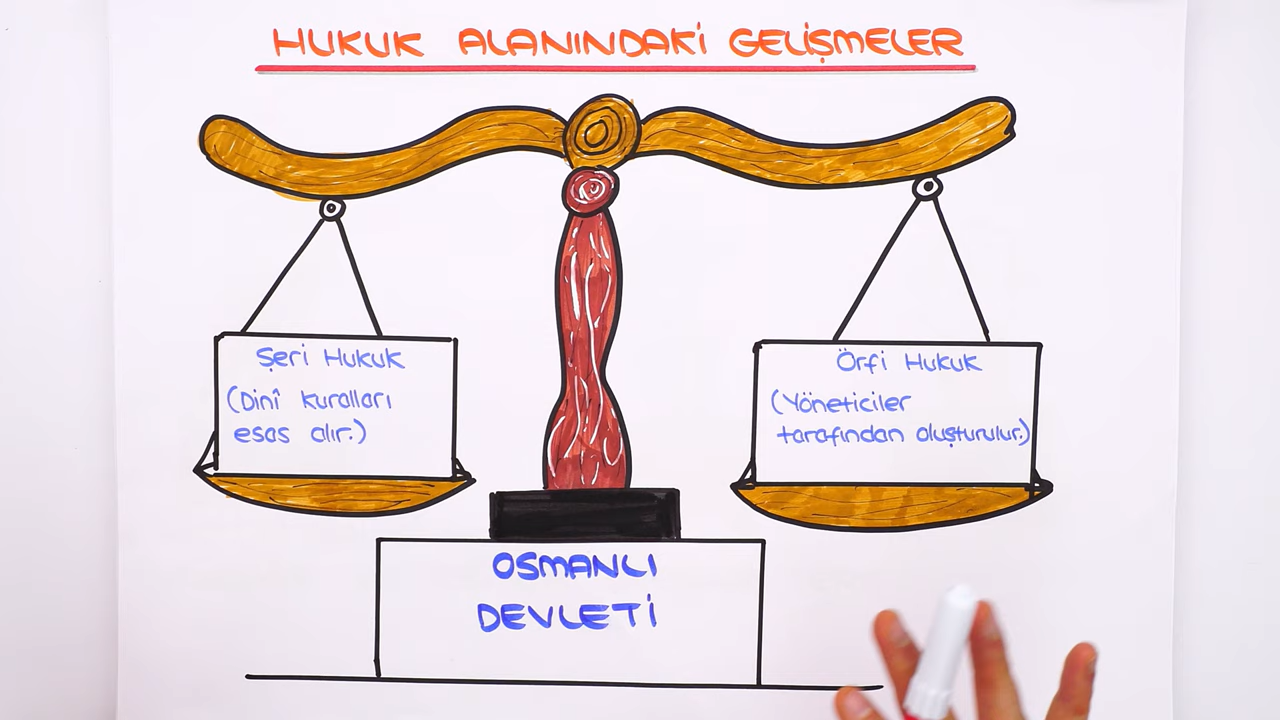 HUKUK ALANINDAKİ GELİŞMELER
Şeri Hukuk
(Dinî kuralları
esas alır.)
Örfi Hukuk
(Yöneticiler
tarafından oluşturulur.)
OSMANLI
DEVLETİ